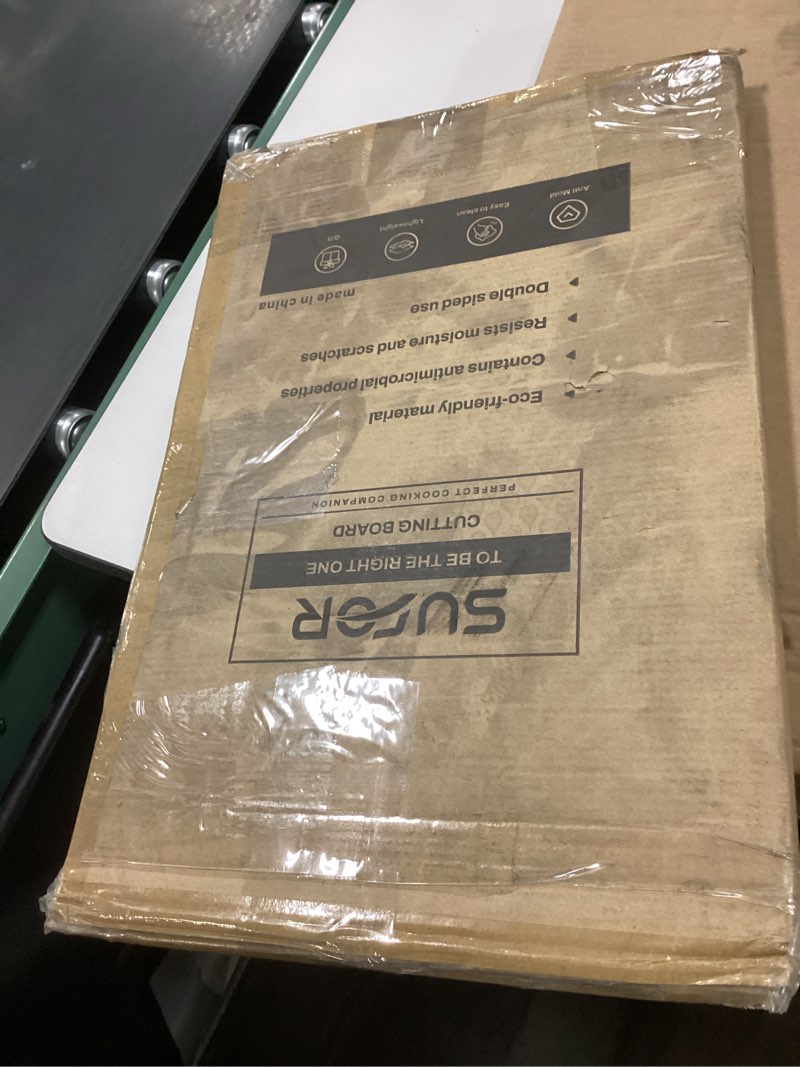 SUFOR
TO BE THE RIGHT ONE
CUTTING BOARD
PERFECT COOKING COMPANION
Eco-friendly material
Contains antimicrobial properties
Resists moisture and scratches
Double sided use
made in china
Anti Mold
Easy to clean
Lightweight
Gift